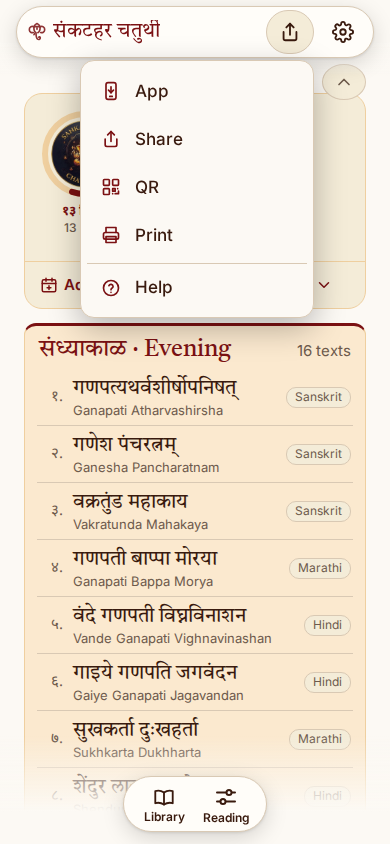 संकटहर चतुर्थी
App
Share
QR
Print
Help
१३
13
संध्याकाळ · Evening
16 texts
१.
गणपत्यथर्वशीर्षोपनिषत्
Ganapati Atharvashirsha
Sanskrit
२.
गणेश पंचरत्नम्
Ganesha Pancharatnam
Sanskrit
३.
वक्रतुंड महाकाय
Vakratunda Mahakaya
Sanskrit
४.
गणपती बाप्पा मोरया
Ganapati Bappa Morya
Marathi
५.
वंदे गणपती विघ्नविनाशन
Vande Ganapati Vighnavinashan
Hindi
६.
गाइये गणपति जगवंदन
Gaiye Ganapati Jagavandan
Hindi
७.
सुखकर्ता दुःखहर्ता
Sukhkarta Dukhharta
Marathi
८.
शेंदुर
Hindi
Library
Reading